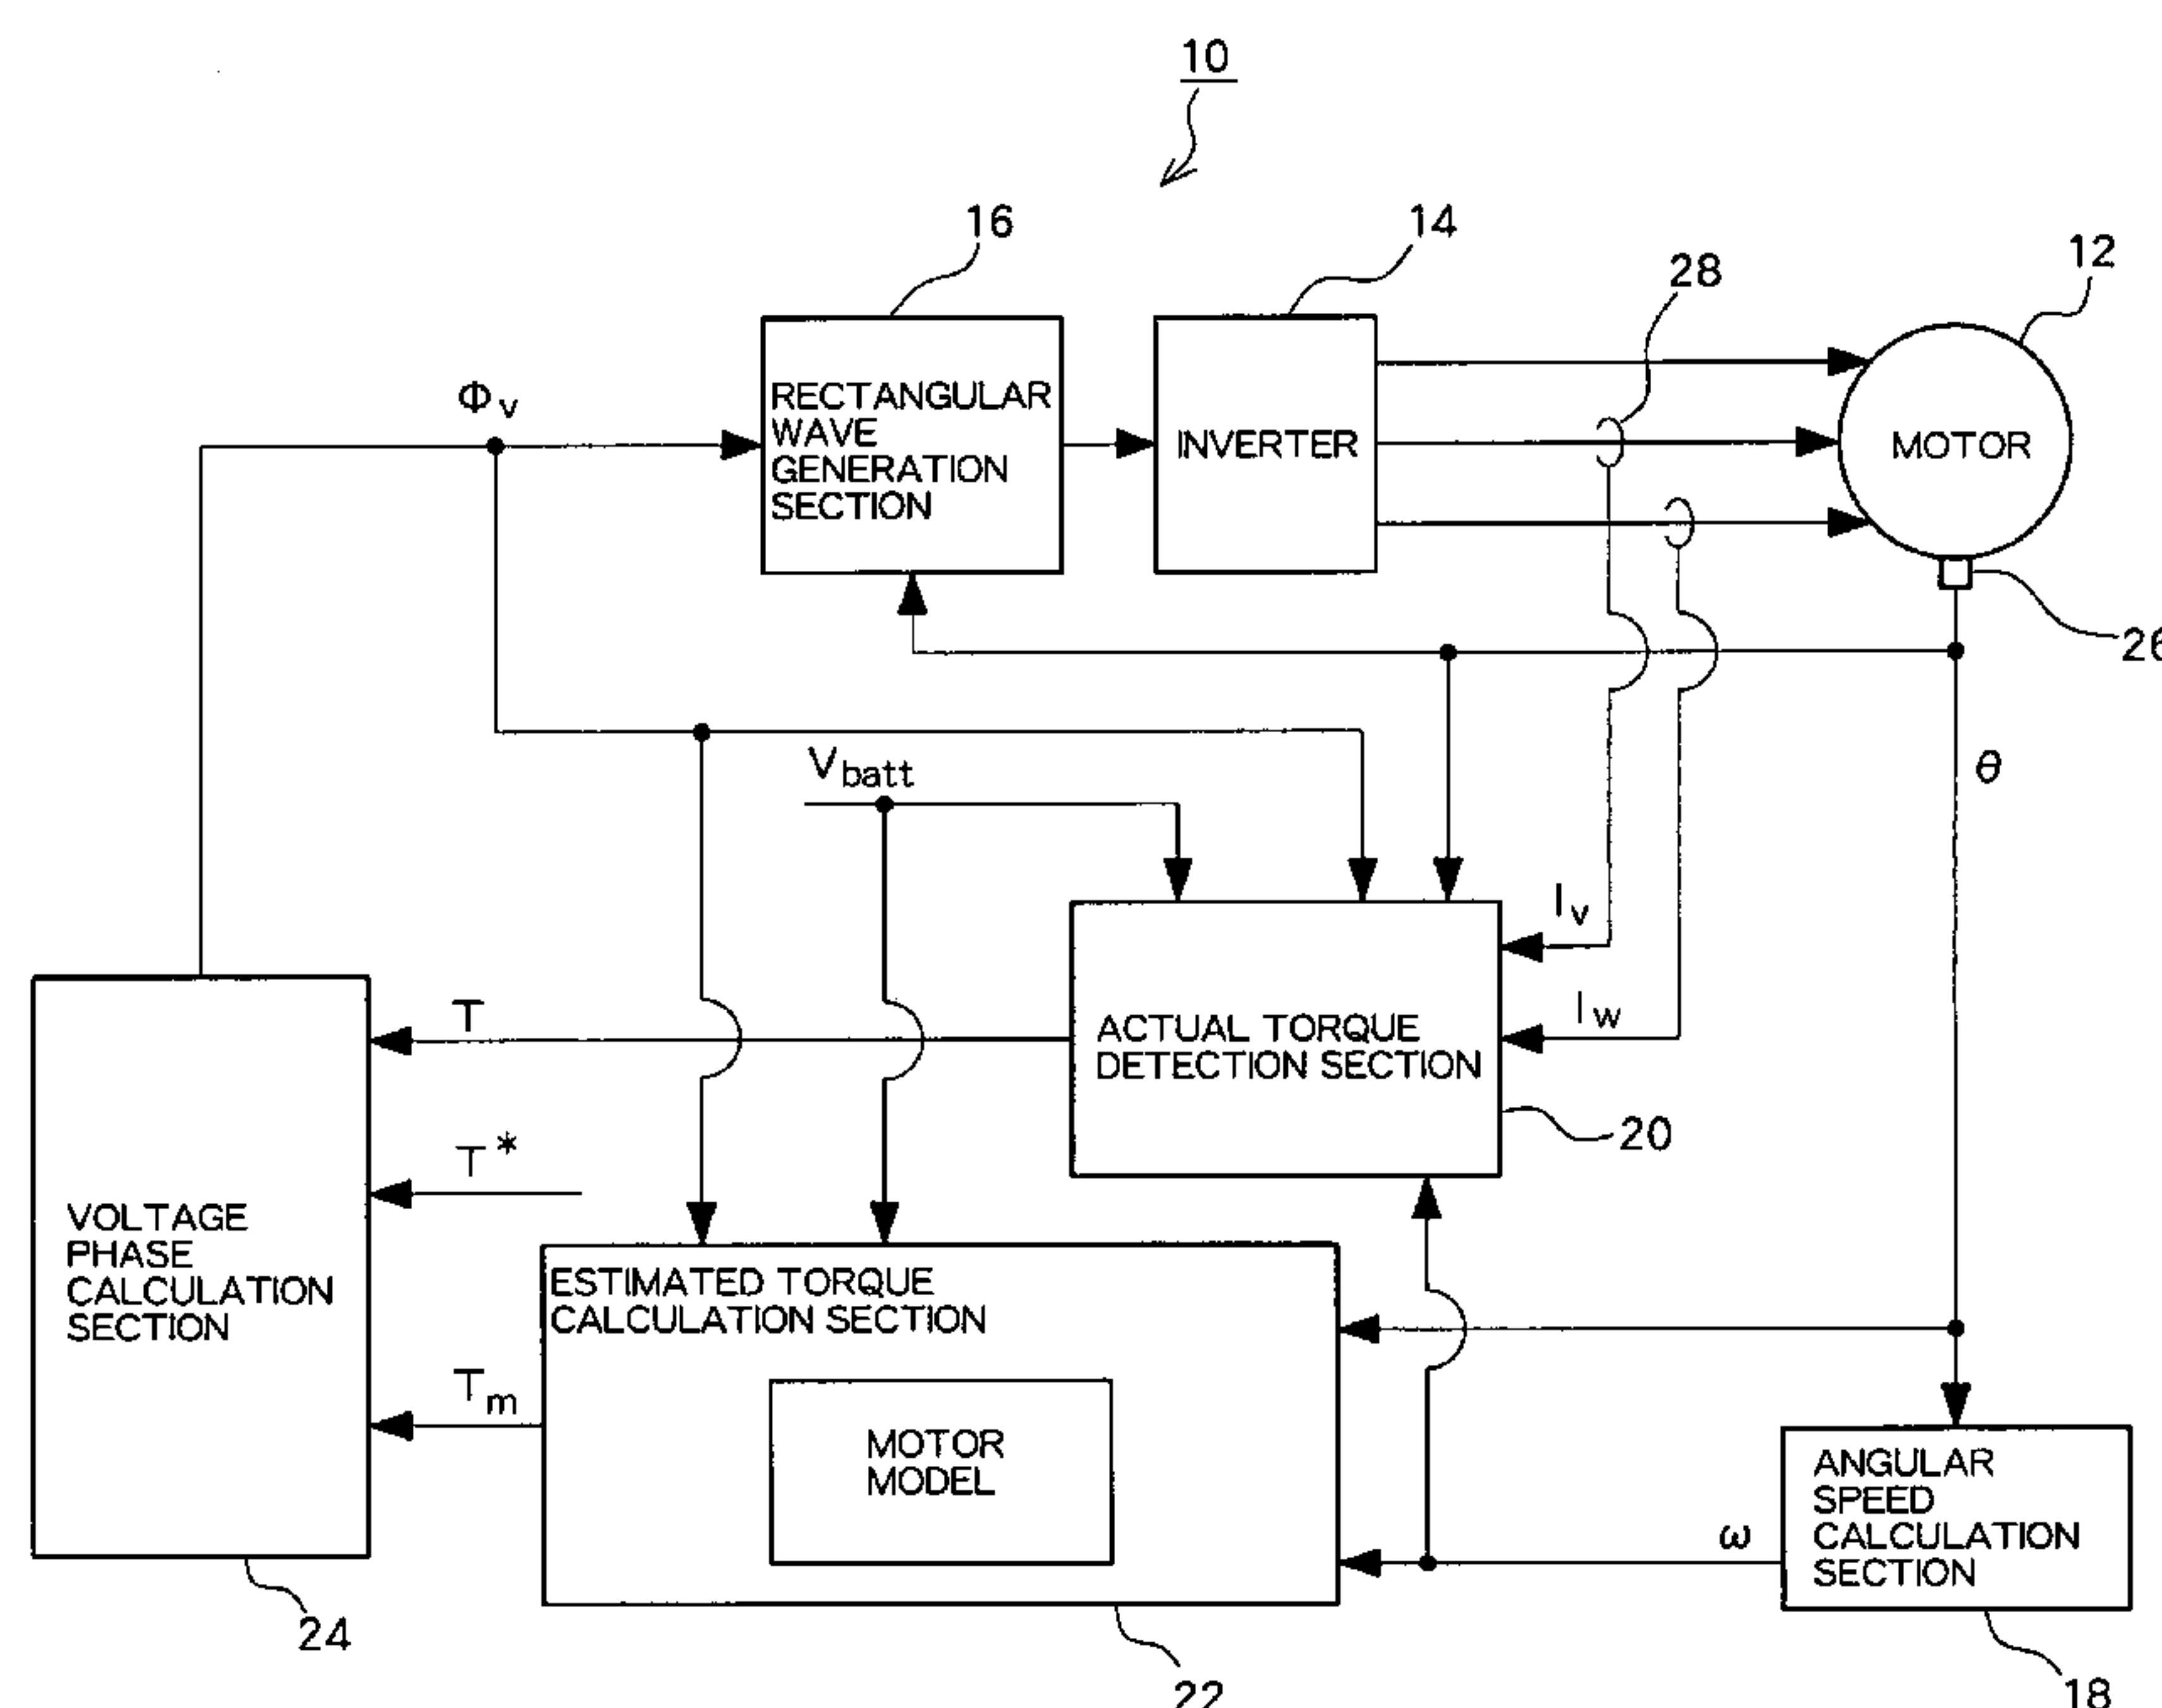 10
16
14
28
12
Φv
RECTANGULAR
WAVE
GENERATION
SECTION
INVERTER
MOTOR
26
Vbatt
θ
Iv
T
Iw
ACTUAL TORQUE
DETECTION SECTION
20
T*
VOLTAGE
PHASE
CALCULATION
SECTION
ESTIMATED TORQUE
CALCULATION SECTION
Tm
MOTOR
MODEL
ANGULAR
SPEED
CALCULATION
SECTION
ω
24
22
18